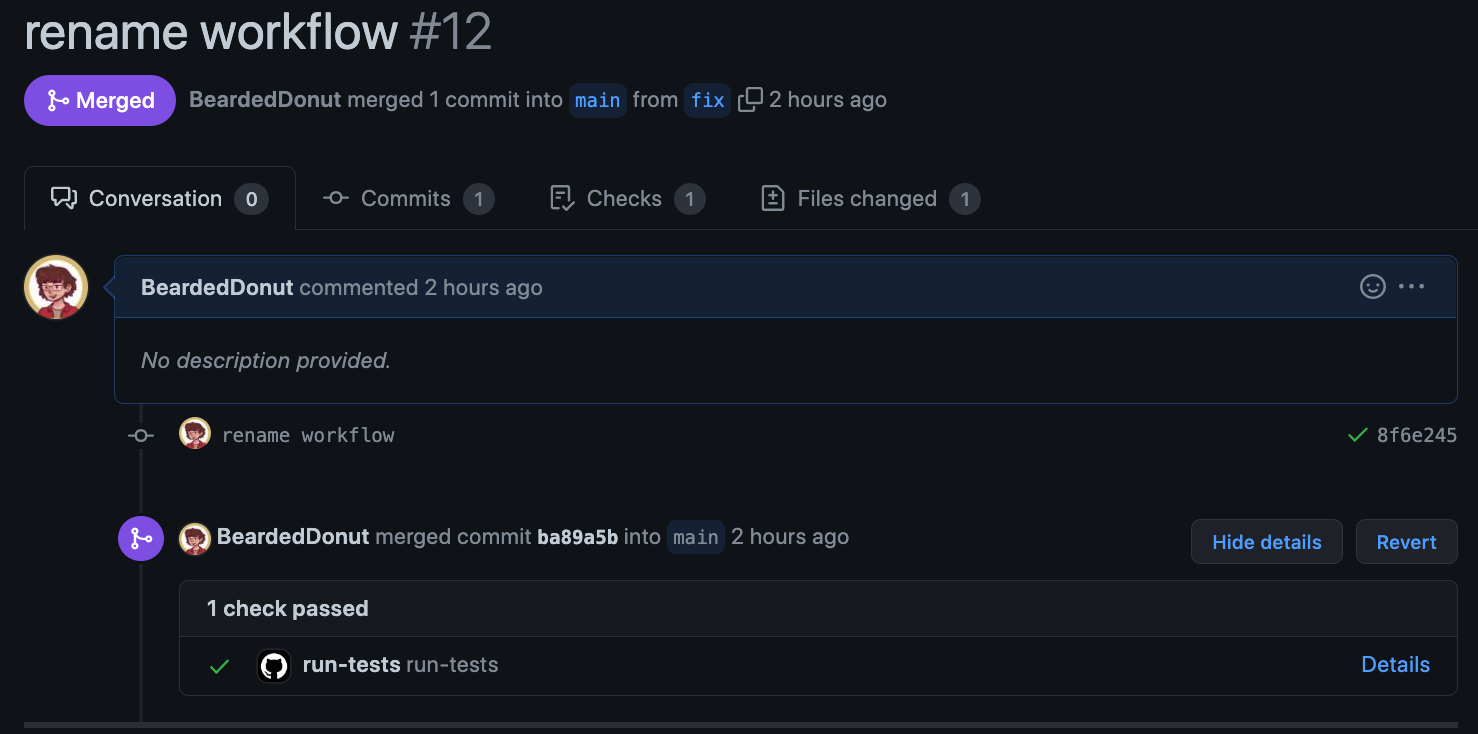 rename workflow #12
Merged BeardedDonut merged 1 commit into main from fix 2 hours ago
Conversation 0 Commits 1 Checks 1 Files changed 1
BeardedDonut commented 2 hours ago
No description provided.
rename workflow 8f6e245
BeardedDonut merged commit ba89a5b into main 2 hours ago Hide details Revert
1 check passed
run-tests run-tests Details